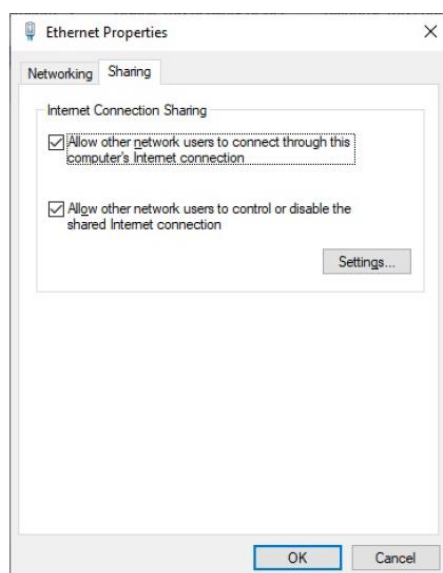 Ethernet Properties
Networking
Sharing
Internet Connection Sharing
Allow other network users to connect through this
computer's Internet connection
Allow other network users to control or disable the
shared Internet connection
Settings...
OK
Cancel